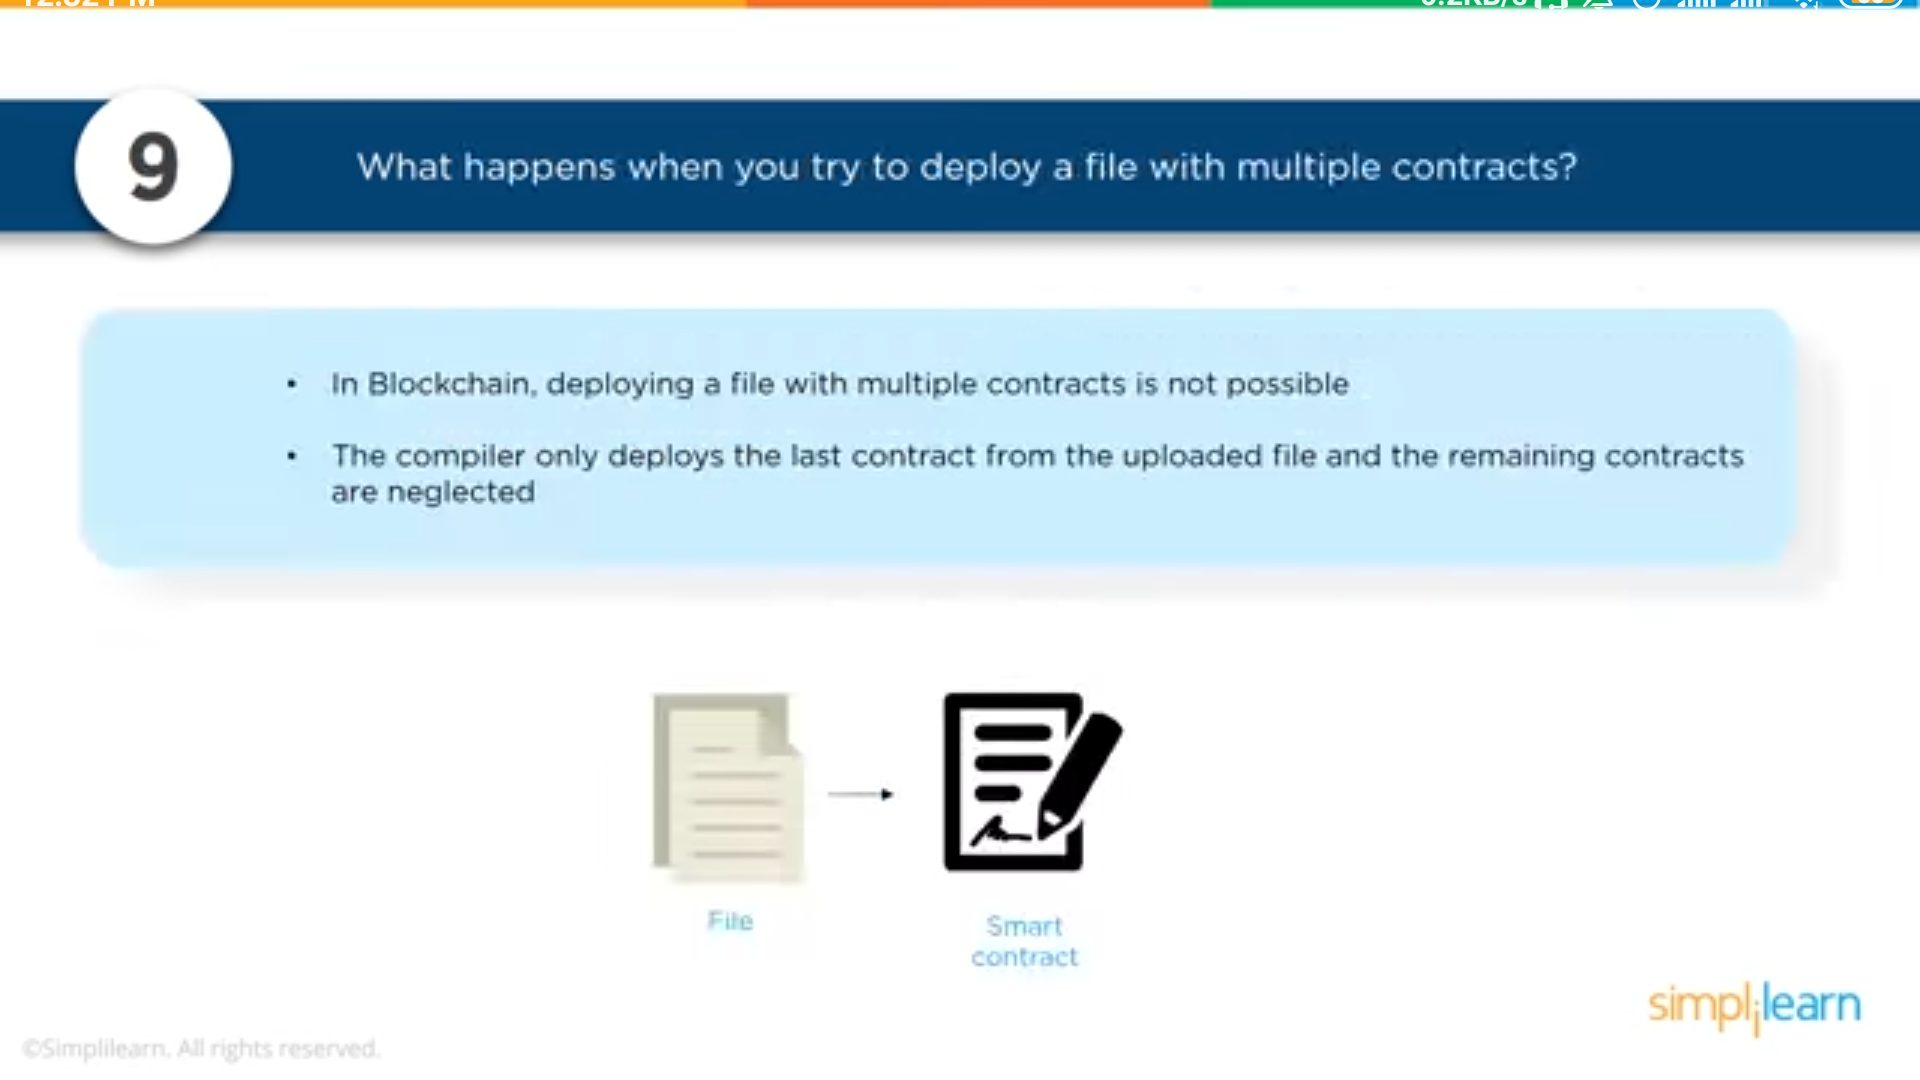 9
What happens when you try to deploy a file with multiple contracts?
• In Blockchain, deploying a file with multiple contracts is not possible
• The compiler only deploys the last contract from the uploaded file and the remaining contracts
are neglected
File
Smart
contract
simplilearn
©Simplilearn. All rights reserved.